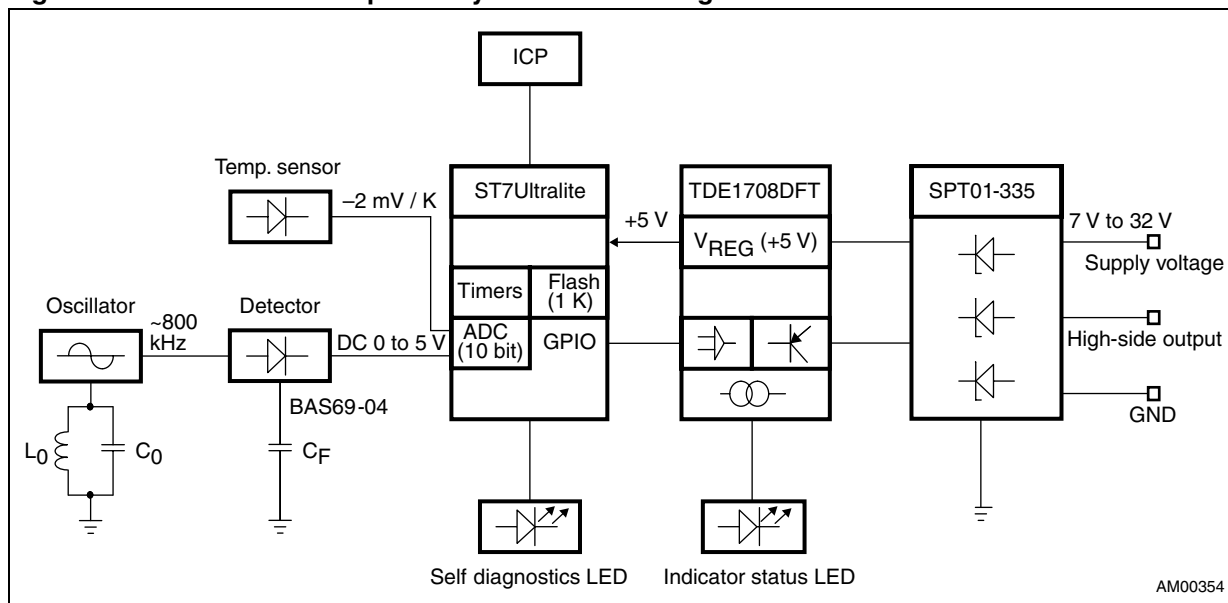 ICP
Temp. sensor
–2 mV / K
ST7Ultralite
TDE1708DFT
SPT01-335
+5 V
VREG (+5 V)
7 V to 32 V
Supply voltage
Timers
Flash
(1 K)
Oscillator
~800
kHz
Detector
DC 0 to 5 V
ADC
(10 bit)
GPIO
High-side output
BAS69-04
GND
L0
C0
CF
Self diagnostics LED
Indicator status LED
AM00354